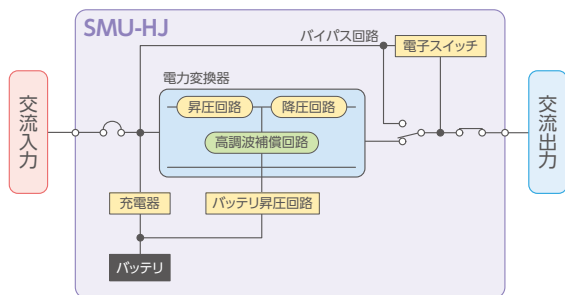 SMU-HJ
バイパス回路
電子スイッチ
電力変換器
昇圧回路
降圧回路
高調波補償回路
交流入力
交流出力
充電器
バッテリ昇圧回路
バッテリ